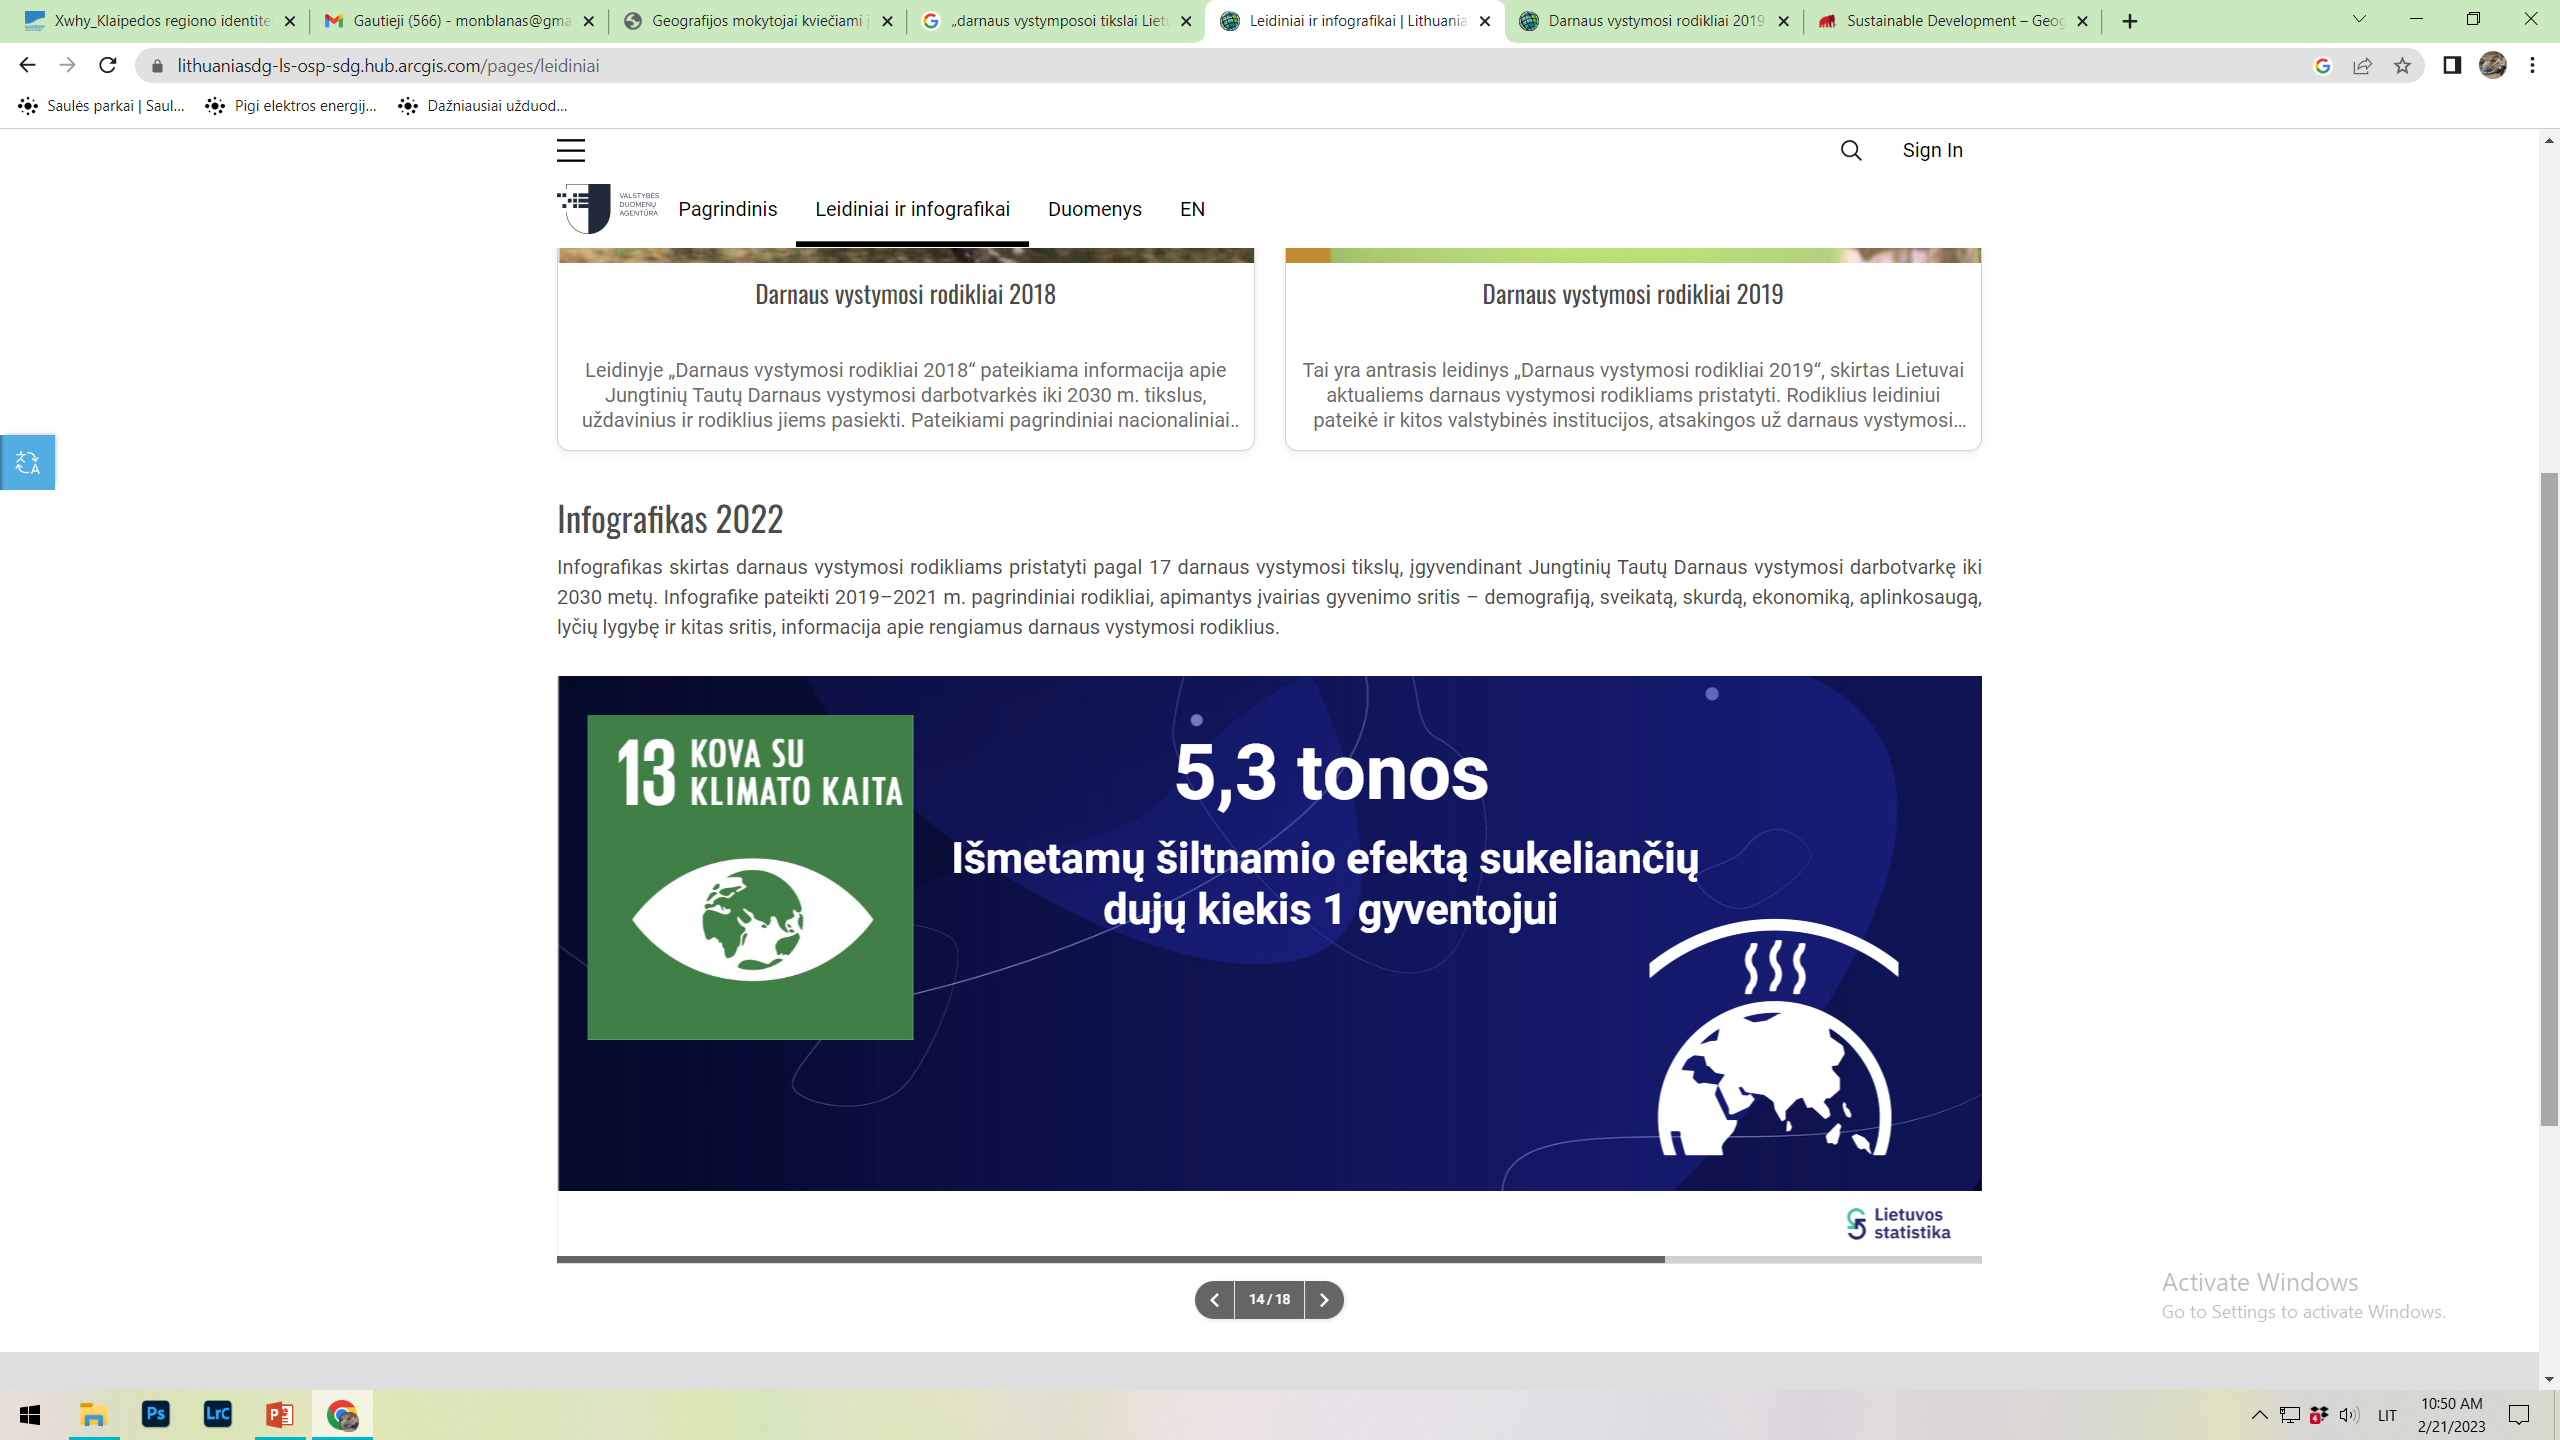 Xwhy_Klaipedos regiono identitet
Gautieji (566) - monblanas@gma
Geografijos mokytojai kviečiami į
„darnaus vystymposoi tikslai Lietu
Leidiniai ir infografikai | Lithuania
Darnaus vystymosi rodikliai 2019
Sustainable Development – Geog
lithuaniasdg-ls-osp-sdg.hub.arcgis.com/pages/leidiniai
Saulės parkai | Saul...
Pigi elektros energij...
Dažniausiai užduod...
Sign In
VALSTYBĖS
DUOMENŲ
AGENTŪRA
Pagrindinis
Leidiniai ir infografikai
Duomenys
EN
Darnaus vystymosi rodikliai 2018
Leidinyje „Darnaus vystymosi rodikliai 2018“ pateikiama informacija apie
Jungtinių Tautų Darnaus vystymosi darbotvarkės iki 2030 m. tikslus,
uždavinius ir rodiklius jiems pasiekti. Pateikiami pagrindiniai nacionaliniai..
Darnaus vystymosi rodikliai 2019
Tai yra antrasis leidinys „Darnaus vystymosi rodikliai 2019“, skirtas Lietuvai
aktualiems darnaus vystymosi rodikliams pristatyti. Rodiklius leidiniui
pateikė ir kitos valstybinės institucijos, atsakingos už darnaus vystymosi...
Infografikas 2022
Infografikas skirtas darnaus vystymosi rodikliams pristatyti pagal 17 darnaus vystymosi tikslų, įgyvendinant Jungtinių Tautų Darnaus vystymosi darbotvarkę iki
2030 metų. Infografike pateikti 2019–2021 m. pagrindiniai rodikliai, apimantys įvairias gyvenimo sritis – demografiją, sveikatą, skurdą, ekonomiką, aplinkosaugą,
lyčių lygybę ir kitas sritis, informacija apie rengiamus darnaus vystymosi rodiklius.
13 KOVA SU
KLIMATO KAITA
5,3 tonos
Išmetamų šiltnamio efektą sukeliančių
dujų kiekis 1 gyventojui
Lietuvos
statistika
14 / 18
Activate Windows
Go to Settings to activate Windows.
Ps
LrC
4
LIT
10:50 AM
2/21/2023